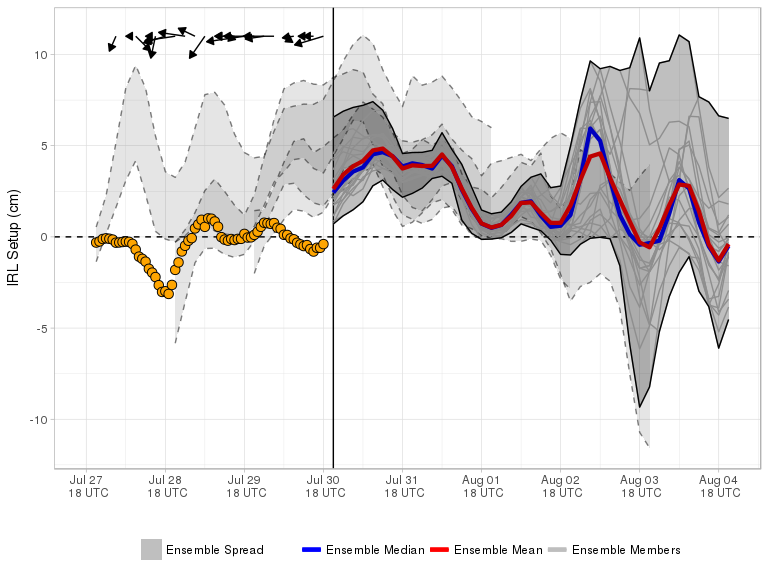 IRL Setup (cm)
10
5
0
-5
-10
Jul 27 Jul 28 Jul 29 Jul 30 Jul 31 Aug 01 Aug 02 Aug 03 Aug 04
18 UTC 18 UTC 18 UTC 18 UTC 18 UTC 18 UTC 18 UTC 18 UTC 18 UTC
Ensemble Spread Ensemble Median Ensemble Mean Ensemble Members